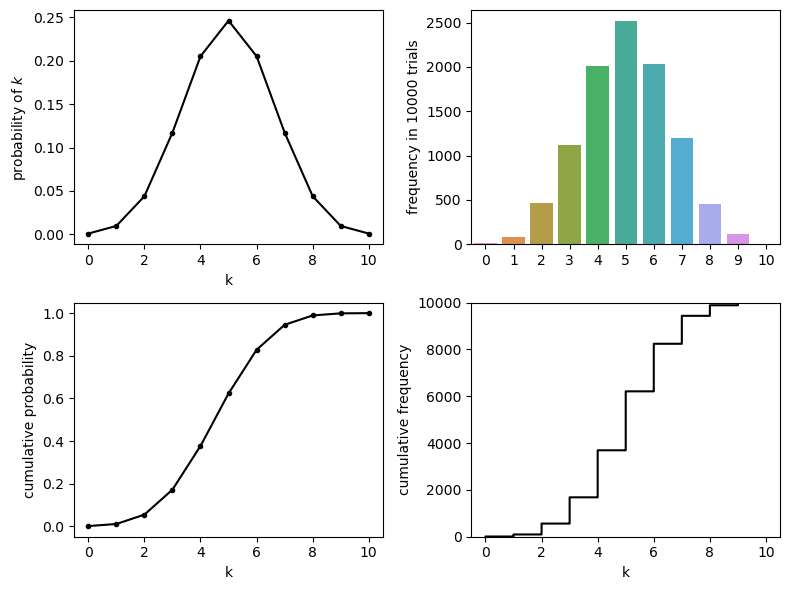 probability of k
0.25
0.20
0.15
0.10
0.05
0.00
0 2 4 6 8 10
k
frequency in 10000 trials
2500
2000
1500
1000
500
0
0 1 2 3 4 5 6 7 8 9 10
cumulative probability
1.0
0.8
0.6
0.4
0.2
0.0
0 2 4 6 8 10
k
cumulative frequency
10000
8000
6000
4000
2000
0
0 2 4 6 8 10
k